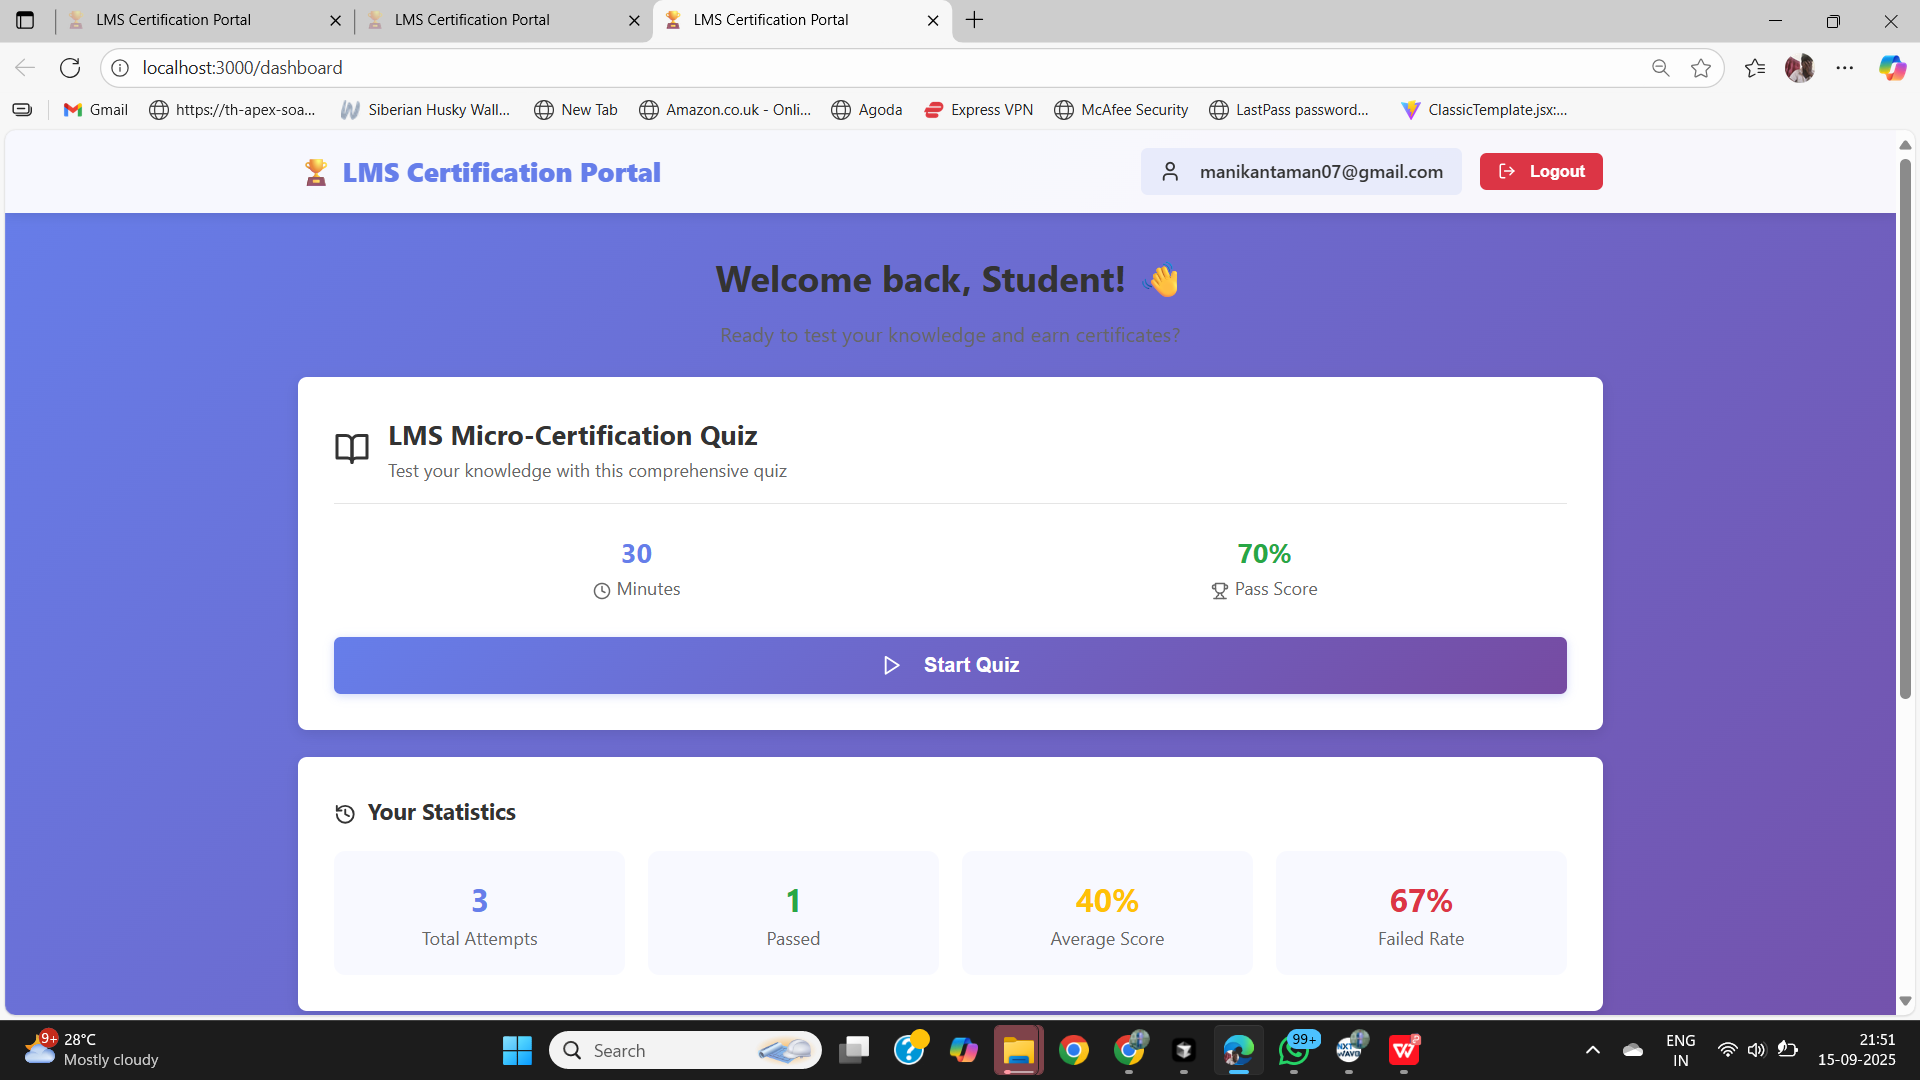 LMS Certification Portal
LMS Certification Portal
LMS Certification Portal
localhost:3000/dashboard
Gmail
https://th-apex-soa...
Siberian Husky Wall...
New Tab
Amazon.co.uk - Onli...
Agoda
Express VPN
McAfee Security
LastPass password...
ClassicTemplate.jsx:...
LMS Certification Portal
manikantaman07@gmail.com
Logout
Welcome back, Student!
Ready to test your knowledge and earn certificates?
LMS Micro-Certification Quiz
Test your knowledge with this comprehensive quiz
30
Minutes
70%
Pass Score
Start Quiz
Your Statistics
3
Total Attempts
1
Passed
40%
Average Score
67%
Failed Rate
9+
28°C
Mostly cloudy
Search
99+
NXT
WAVE
ENG
IN
21:51
15-09-2025